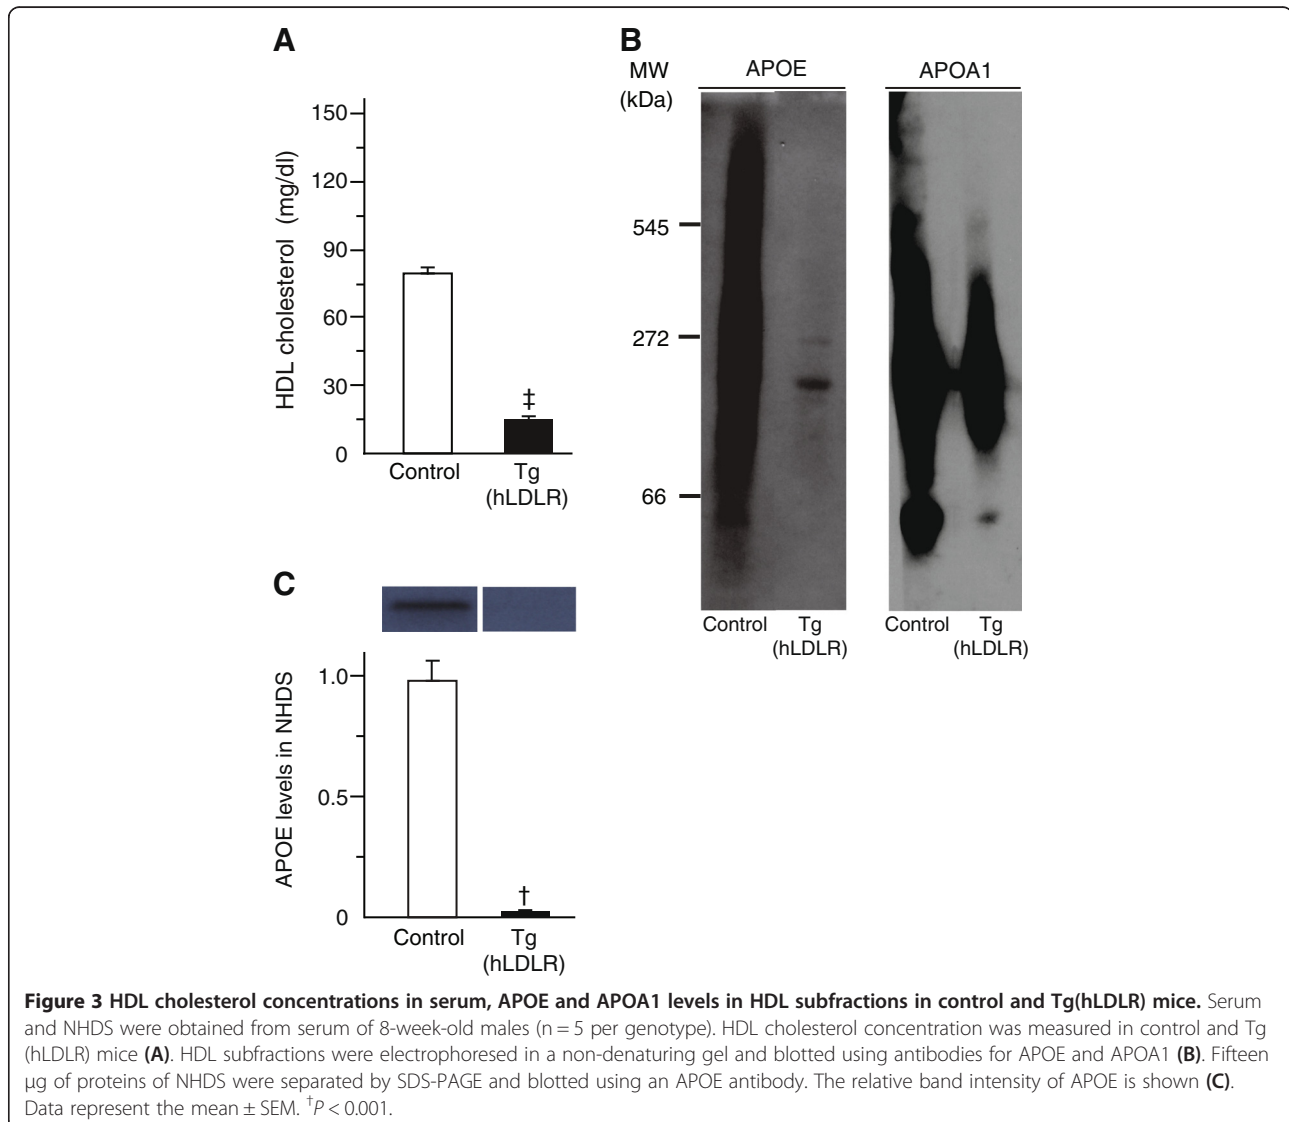 A
150
120
90
60
30
0
HDL cholesterol (mg/dl)
‡
Control
Tg
(hLDLR)
B
MW
(kDa)
APOE
APOA1
545
272
66
Control
Tg
(hLDLR)
Control
Tg
(hLDLR)
C
1.0
0.5
0
APOE levels in NHDS
†
Control
Tg
(hLDLR)
Figure 3 HDL cholesterol concentrations in serum, APOE and APOA1 levels in HDL subfractions in control and Tg(hLDLR) mice. Serum
and NHDS were obtained from serum of 8-week-old males (n = 5 per genotype). HDL cholesterol concentration was measured in control and Tg
(hLDLR) mice (A). HDL subfractions were electrophoresed in a non-denaturing gel and blotted using antibodies for APOE and APOA1 (B). Fifteen
μg of proteins of NHDS were separated by SDS-PAGE and blotted using an APOE antibody. The relative band intensity of APOE is shown (C).
Data represent the mean ± SEM. †P < 0.001.